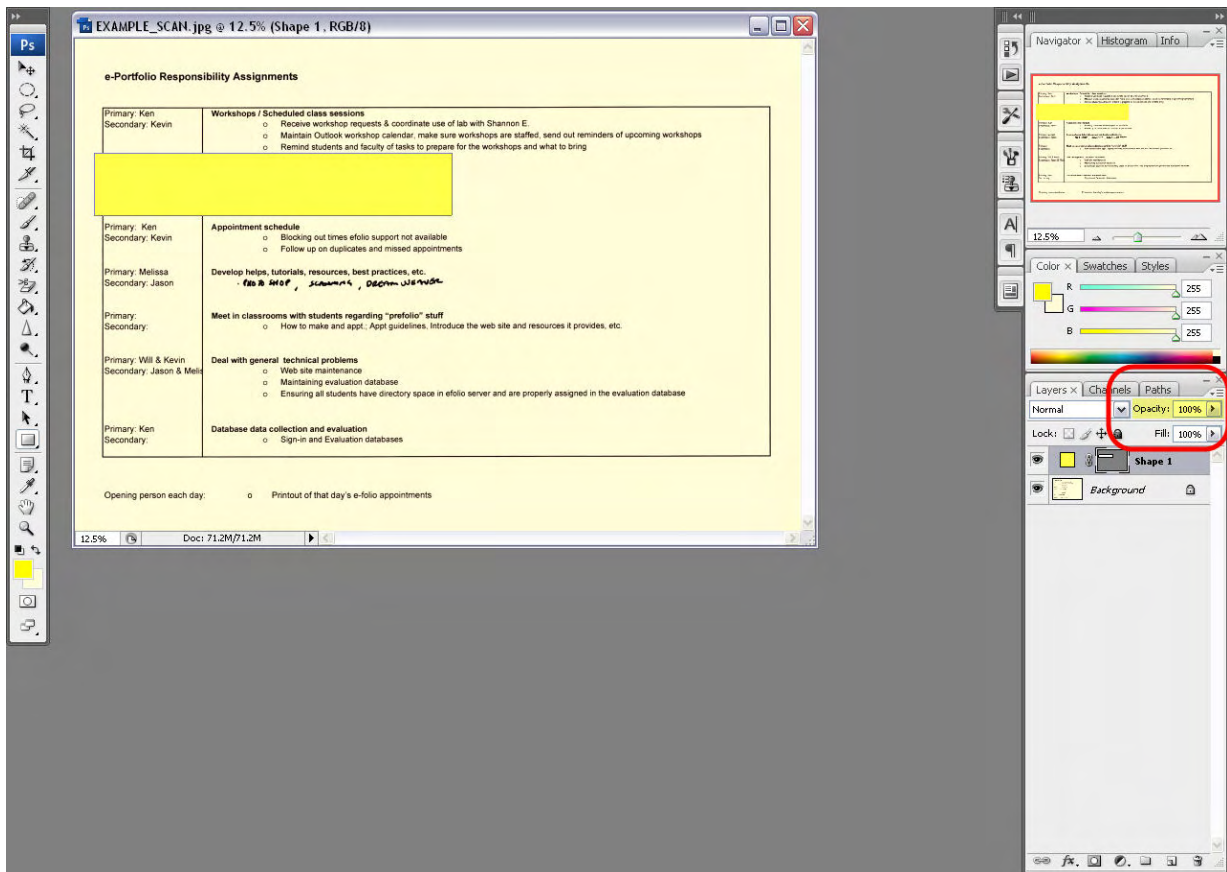 EXAMPLE_SCAN.jpg @ 12.5% (Shape 1, RGB/8)
Ps
e-Portfolio Responsibility Assignments
Primary: Ken
Secondary: Kevin
Workshops / Scheduled class sessions
o Receive workshop requests & coordinate use of lab with Shannon E.
o Maintain Outlook workshop calendar, make sure workshops are staffed, send out reminders of upcoming workshops
o Remind students and faculty of tasks to prepare for the workshops and what to bring
Primary: Ken
Secondary: Kevin
Appointment schedule
o Blocking out times efolio support not available
o Follow up on duplicates and missed appointments
Primary: Melissa
Secondary: Jason
Develop helps, tutorials, resources, best practices, etc.
- PHOTO SHOP, SCANNING, DREAM WEAVER
Primary:
Secondary:
Meet in classrooms with students regarding “prefolio” stuff
o How to make and appt.; Appt guidelines, Introduce the web site and resources it provides, etc.
Primary: Will & Kevin
Secondary: Jason & Melis
Deal with general technical problems
o Web site maintenance
o Maintaining evaluation database
o Ensuring all students have directory space in efolio server and are properly assigned in the evaluation database
Primary: Ken
Secondary:
Database data collection and evaluation
o Sign-in and Evaluation databases
Opening person each day: o Printout of that day's e-folio appointments
12.5% Doc: 71.2M/71.2M
Navigator × Histogram Info
12.5%
Color × Swatches Styles
R 255
G 255
B 255
Layers × Channels Paths
Normal Opacity: 100%
Lock: Fill: 100%
Shape 1
Background